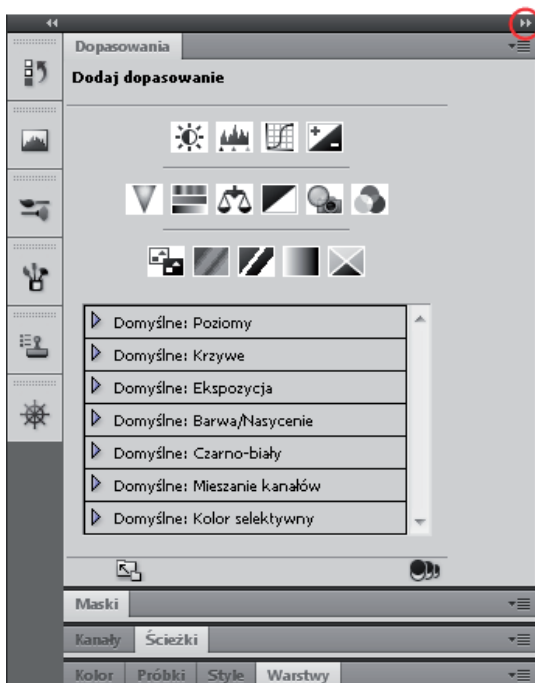 Dopasowania
Dodaj dopasowanie
Domyślne: Poziomy
Domyślne: Krzywe
Domyślne: Ekspozycja
Domyślne: Barwa/Nasycenie
Domyślne: Czarno-biały
Domyślne: Mieszanie kanałów
Domyślne: Kolor selektywny
Maski
Kanały Ścieżki
Kolor Próbki Style Warstwy